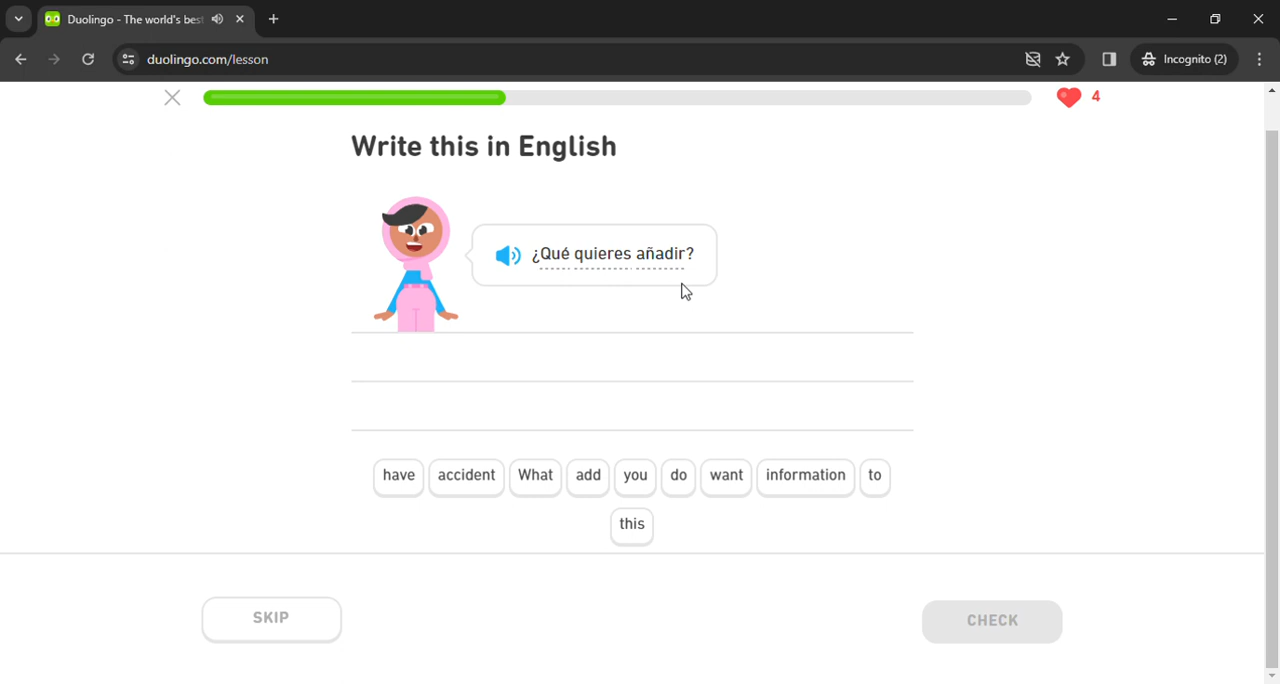 Duolingo - The world's best
duolingo.com/lesson
Incognito (2)
4
Write this in English
¿Qué quieres añadir?
have accident What add you do want information to
this
SKIP
CHECK